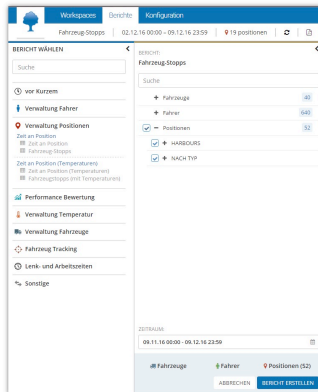 Workspaces Berichte Konfiguration
Fahrzeug-Stopps 02.12.16 00:00 - 09.12.16 23:59 19 positionen
BERICHT WÄHLEN
Suche
vor Kurzem
Verwaltung Fahrer
Verwaltung Positionen
Zeit an Position
Zeit an Position
Fahrzeug-Stopps
Zeit an Position (Temperaturen)
Zeit an Position (Temperaturen)
Fahrzeugstopps (mit Temperaturen)
Performance Bewertung
Verwaltung Temperatur
Verwaltung Fahrzeuge
Fahrzeug Tracking
Lenk- und Arbeitszeiten
Sonstige
BERICHT:
Fahrzeug-Stopps
Suche
+ Fahrzeuge 40
+ Fahrer 640
− Positionen 52
+ HARBOURS
+ NACH TYP
ZEITRAUM:
09.11.16 00:00 - 09.12.16 23:59
Fahrzeuge Fahrer Positionen (52)
ABBRECHEN BERICHT ERSTELLEN